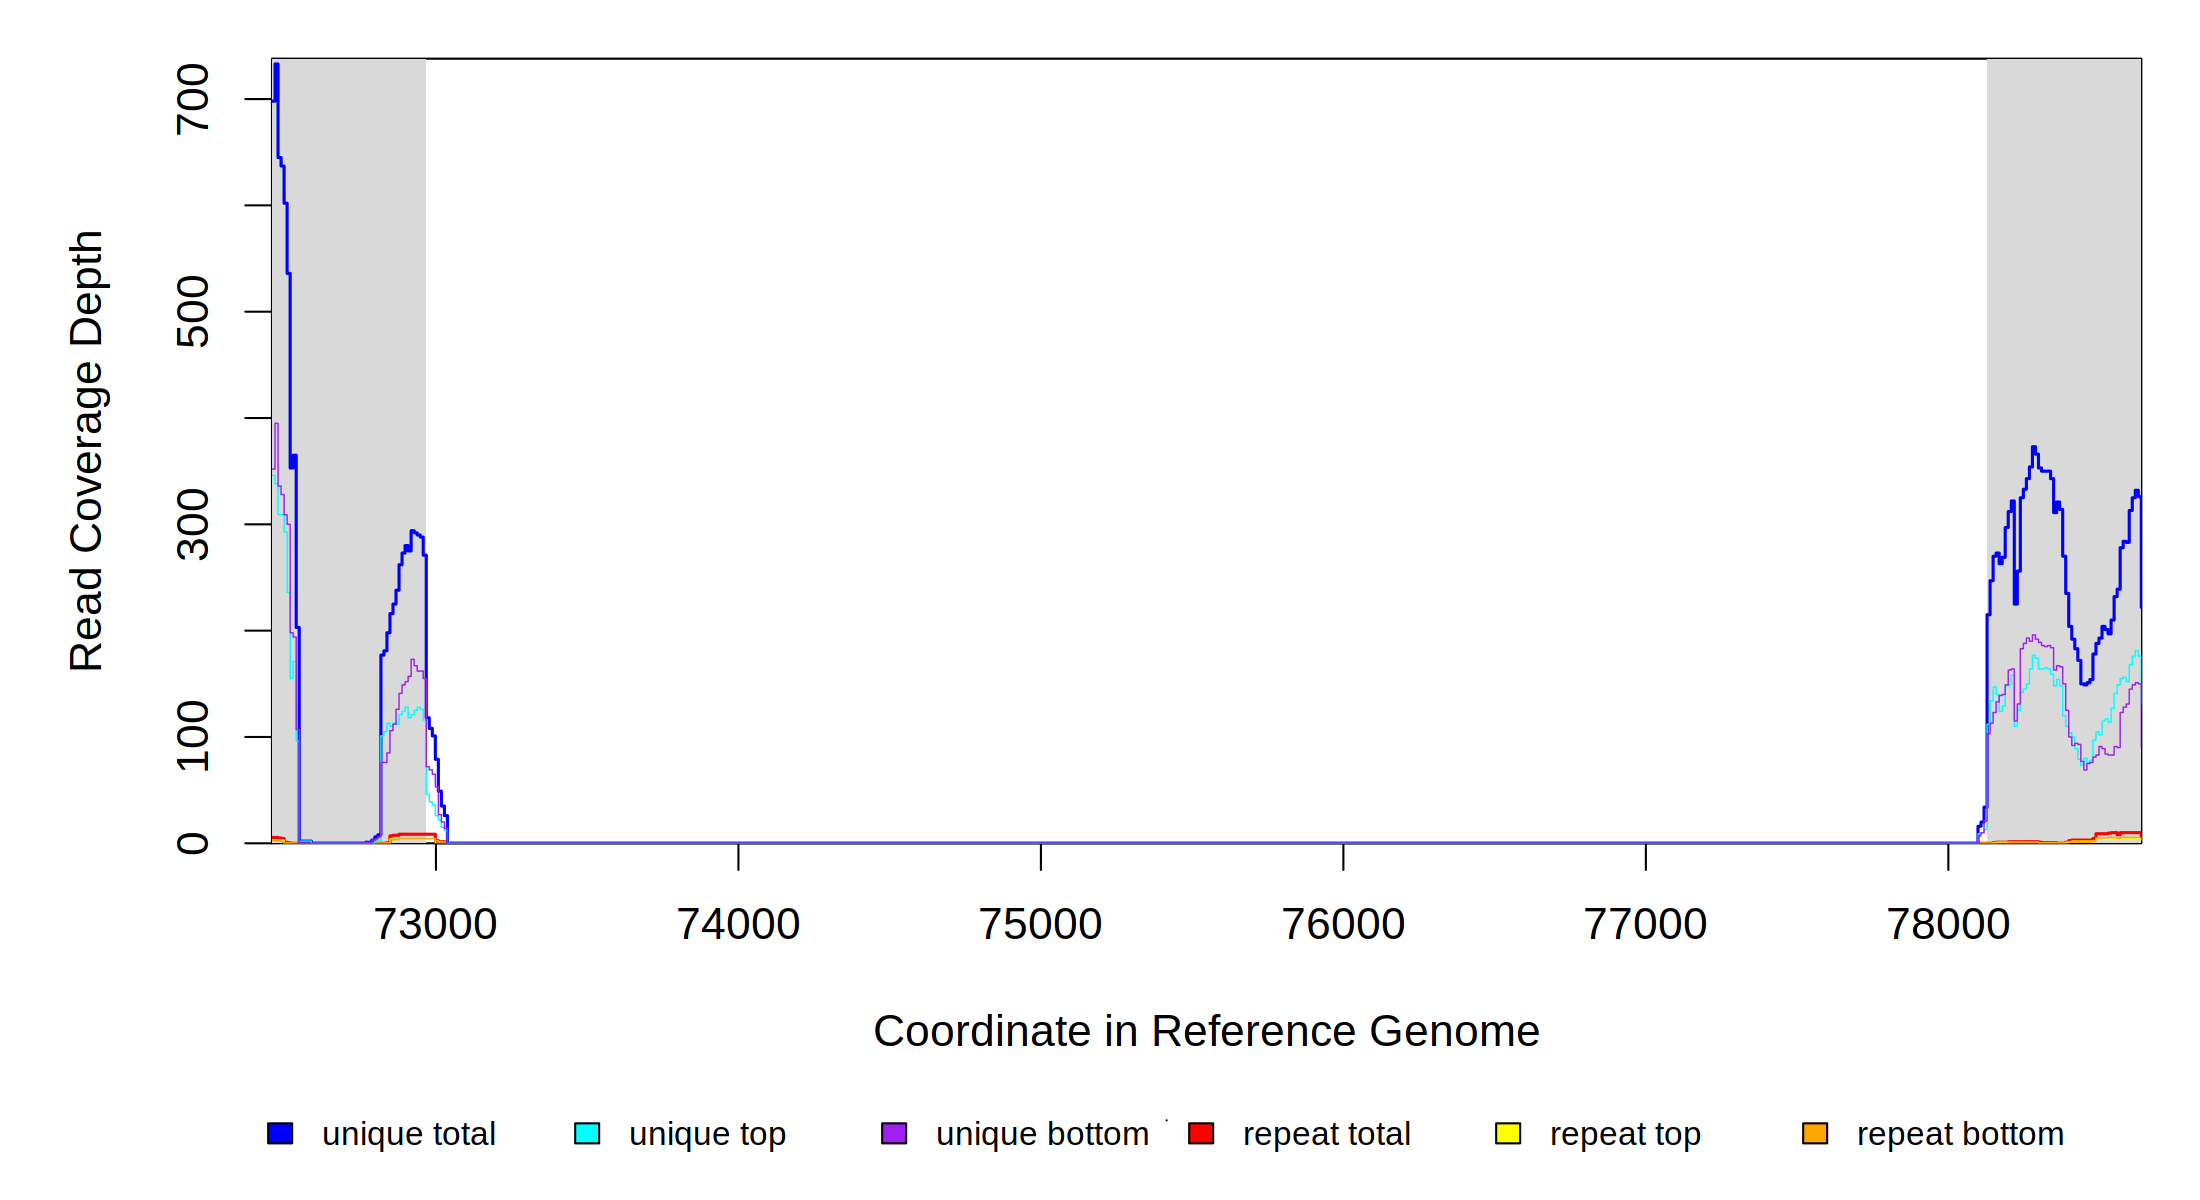 Read Coverage Depth
700
500
300
100
0
73000 74000 75000 76000 77000 78000
Coordinate in Reference Genome
unique total unique top unique bottom repeat total repeat top repeat bottom